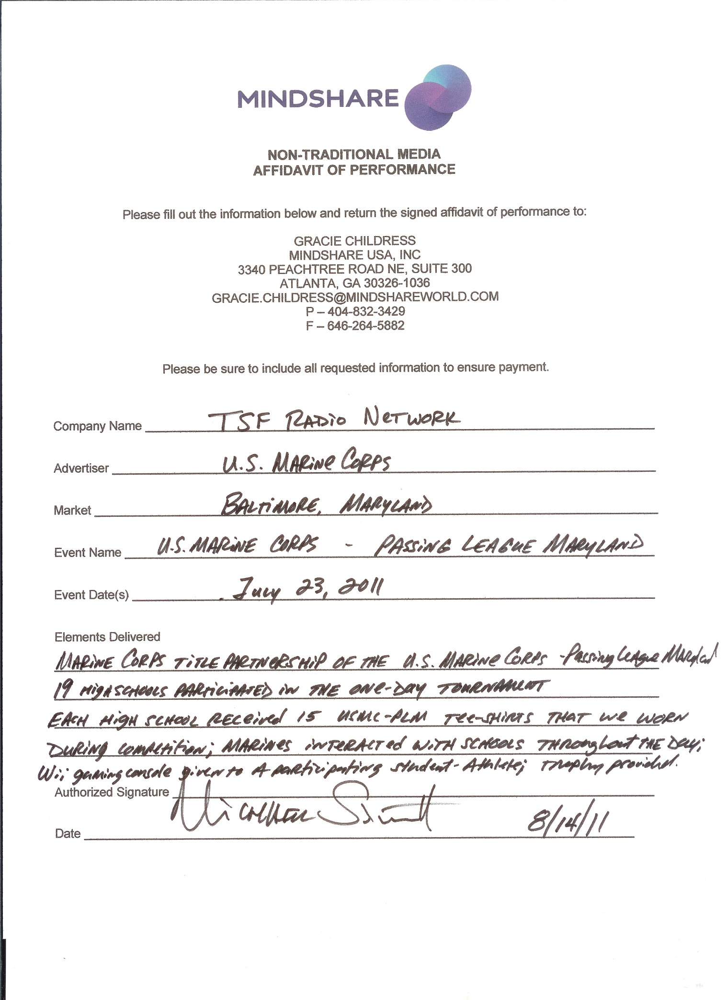 MINDSHARE
NON-TRADITIONAL MEDIA
AFFIDAVIT OF PERFORMANCE
Please fill out the information below and return the signed affidavit of performance to:
GRACIE CHILDRESS
MINDSHARE USA, INC
3340 PEACHTREE ROAD NE, SUITE 300
ATLANTA, GA 30326-1036
GRACIE.CHILDRESS@MINDSHAREWORLD.COM
P – 404-832-3429
F – 646-264-5882
Please be sure to include all requested information to ensure payment.
Company Name TSF RADIO NETWORK
Advertiser U.S. MARINE CORPS
Market BALTIMORE, MARYLAND
Event Name U.S. MARINE CORPS - PASSING LEAGUE MARYLAND
Event Date(s) July 23, 2011
Elements Delivered
MARINE CORPS TITLE PARTNERSHIP OF THE U.S. MARINE CORPS - Passing League
19 HIGH SCHOOLS PARTICIPATED IN THE ONE-DAY TOURNAMENT
EACH HIGH SCHOOL RECEIVED 15 USMC-PLM TEE-SHIRTS THAT WE WORN
DURING COMPETITION; MARINES INTERACTED WITH SCHOOLS THROUGHOUT THE DAY;
Wii gaming console given to A participating student-Athlete; Trophy provided.
Authorized Signature
Date 8/14/11